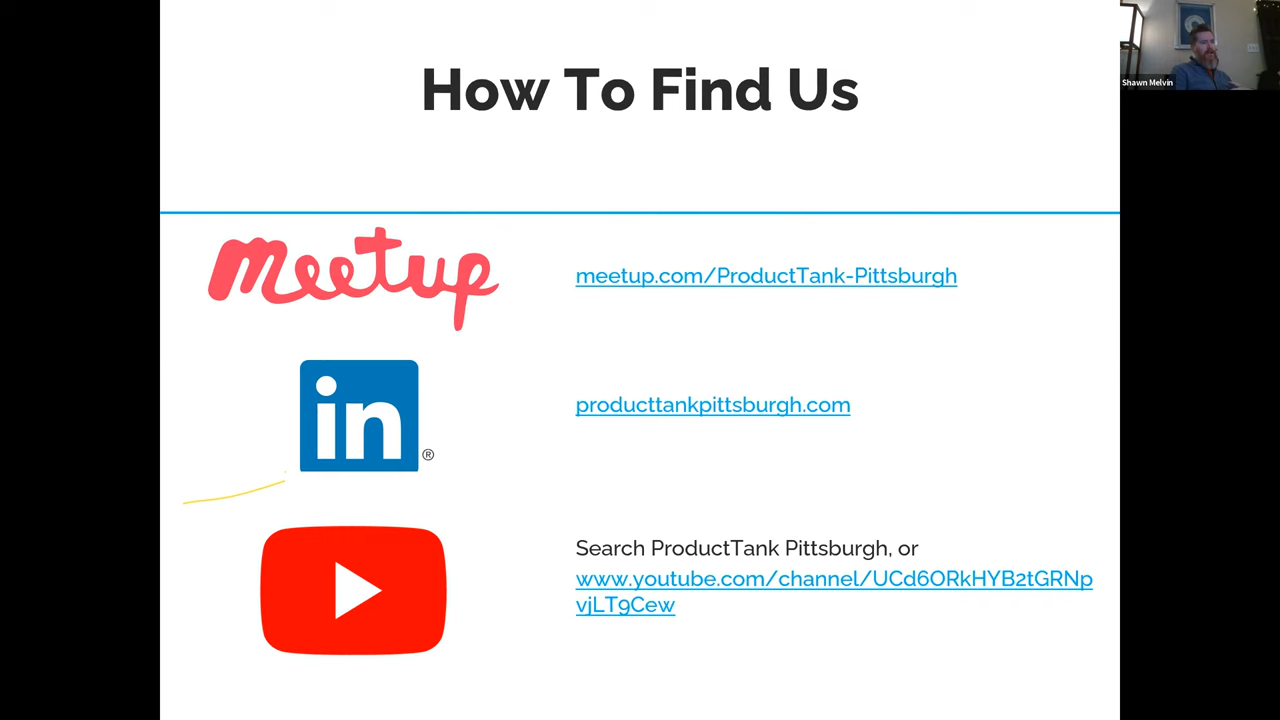 How To Find Us
Shawn Melvin
meetup
meetup.com/ProductTank-Pittsburgh
in
®
producttankpittsburgh.com
Search ProductTank Pittsburgh, or
www.youtube.com/channel/UCd6ORkHYB2tGRNp
vjLT9Cew